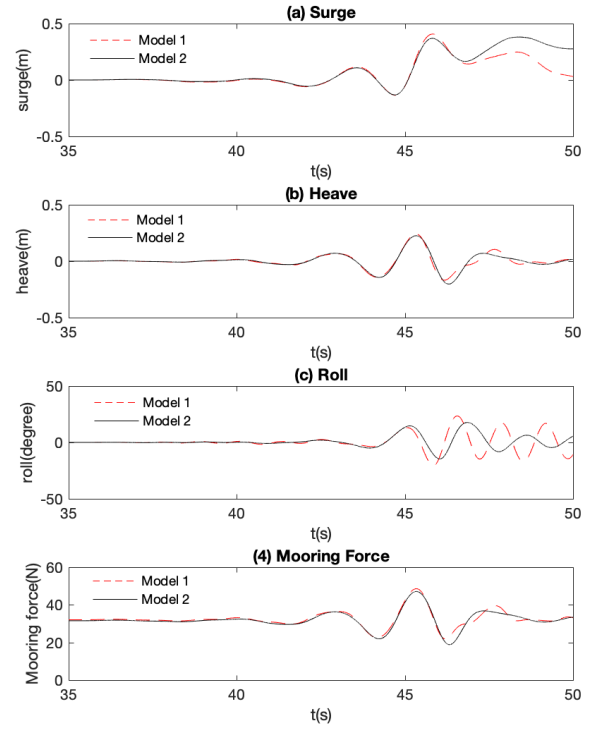 (a) Surge
0.5
Model 1
Model 2
surge(m)
0
-0.5
35
40
45
50
t(s)
(b) Heave
0.5
Model 1
Model 2
heave(m)
0
-0.5
35
40
45
50
t(s)
(c) Roll
50
Model 1
Model 2
roll(degree)
0
-50
35
40
45
50
t(s)
(4) Mooring Force
60
Model 1
Model 2
40
Mooring force(N)
20
0
35
40
45
50
t(s)